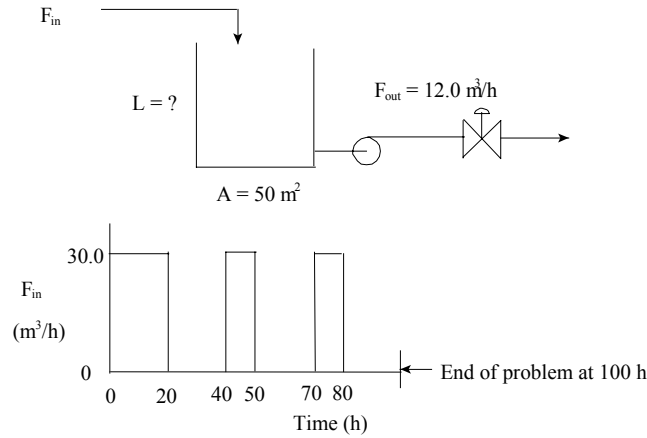 F_in
L = ?
F_out = 12.0 m³/h
A = 50 m²
30.0
F_in
(m³/h)
0
0 20 40 50 70 80
End of problem at 100 h
Time (h)